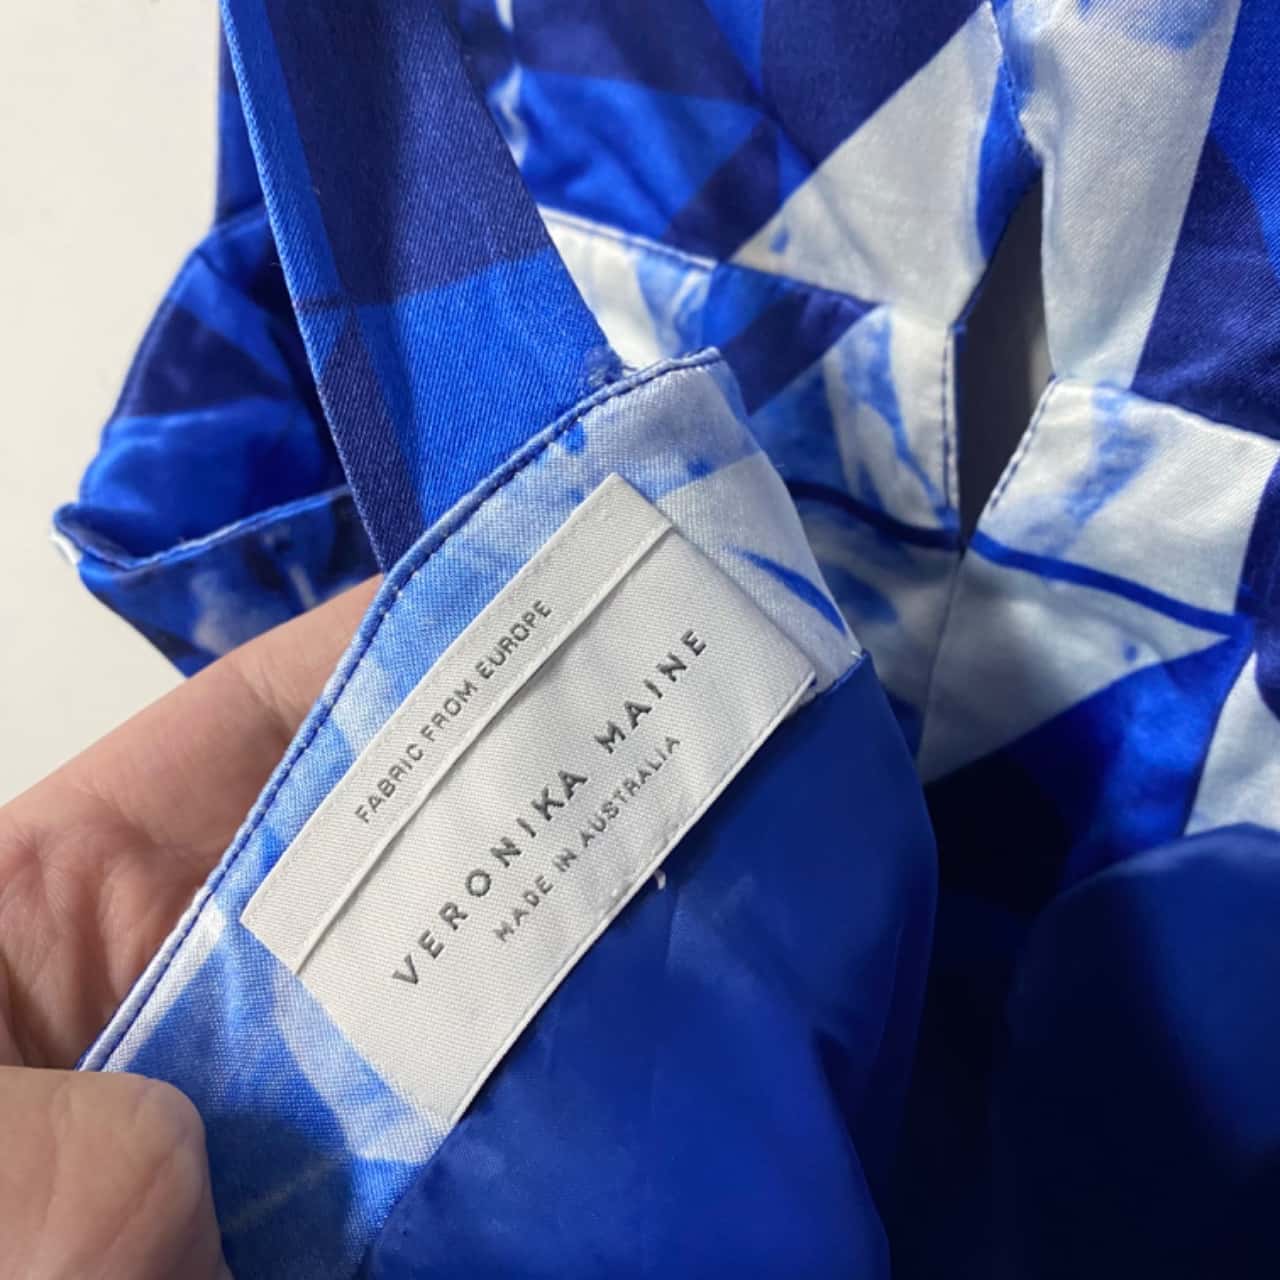 FABRIC FROM EUROPE
VERONIKA MAINE
MADE IN AUSTRALIA